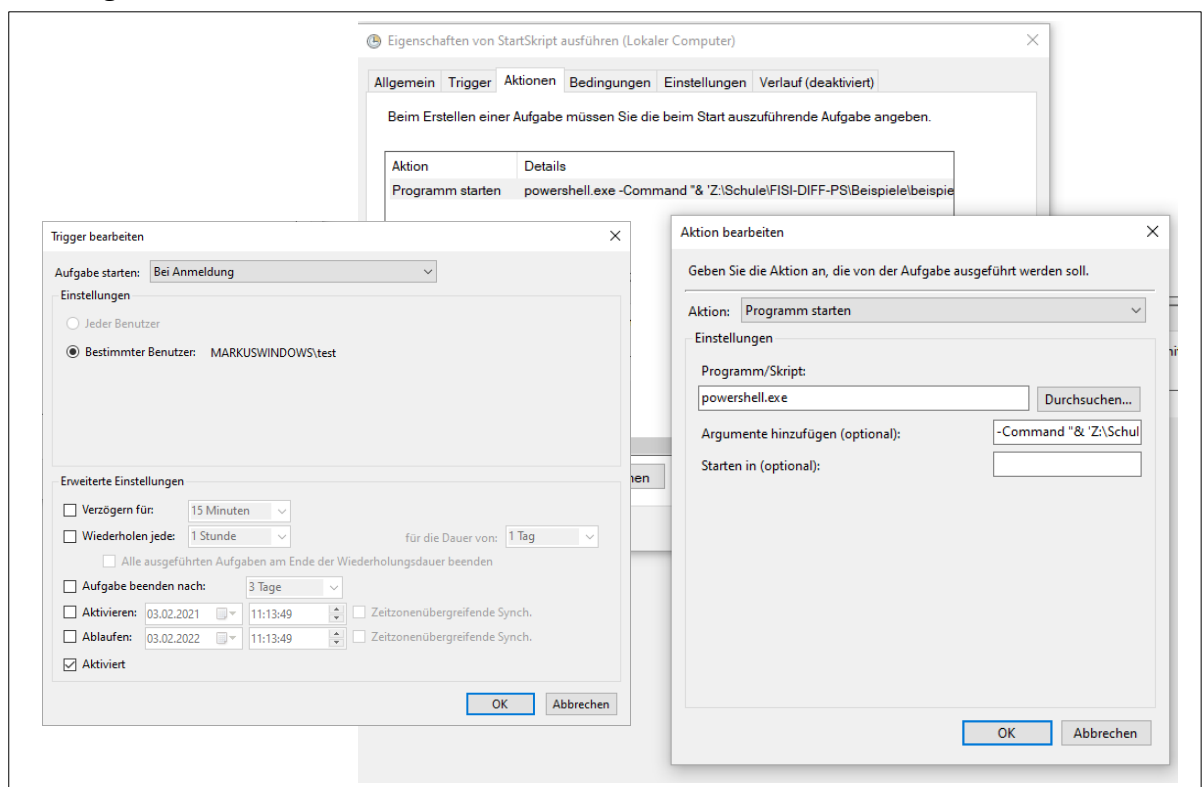 Eigenschaften von StartSkript ausführen (Lokaler Computer)
Allgemein Trigger Aktionen Bedingungen Einstellungen Verlauf (deaktiviert)
Beim Erstellen einer Aufgabe müssen Sie die beim Start auszuführende Aufgabe angeben.
Aktion Details
Programm starten powershell.exe -Command "& 'Z:\Schule\FISI-DIFF-PS\Beispiele\beispie
Trigger bearbeiten
Aufgabe starten: Bei Anmeldung
Einstellungen
Jeder Benutzer
Bestimmter Benutzer: MARKUSWINDOWS\test
Erweiterte Einstellungen
Verzögern für: 15 Minuten
Wiederholen jede: 1 Stunde für die Dauer von: 1 Tag
Alle ausgeführten Aufgaben am Ende der Wiederholungsdauer beenden
Aufgabe beenden nach: 3 Tage
Aktivieren: 03.02.2021 11:13:49 Zeitzonenübergreifende Synch.
Ablaufen: 03.02.2022 11:13:49 Zeitzonenübergreifende Synch.
Aktiviert
OK Abbrechen
Aktion bearbeiten
Geben Sie die Aktion an, die von der Aufgabe ausgeführt werden soll.
Aktion: Programm starten
Einstellungen
Programm/Skript:
powershell.exe Durchsuchen...
Argumente hinzufügen (optional): -Command "& 'Z:\Schul
Starten in (optional):
OK Abbrechen